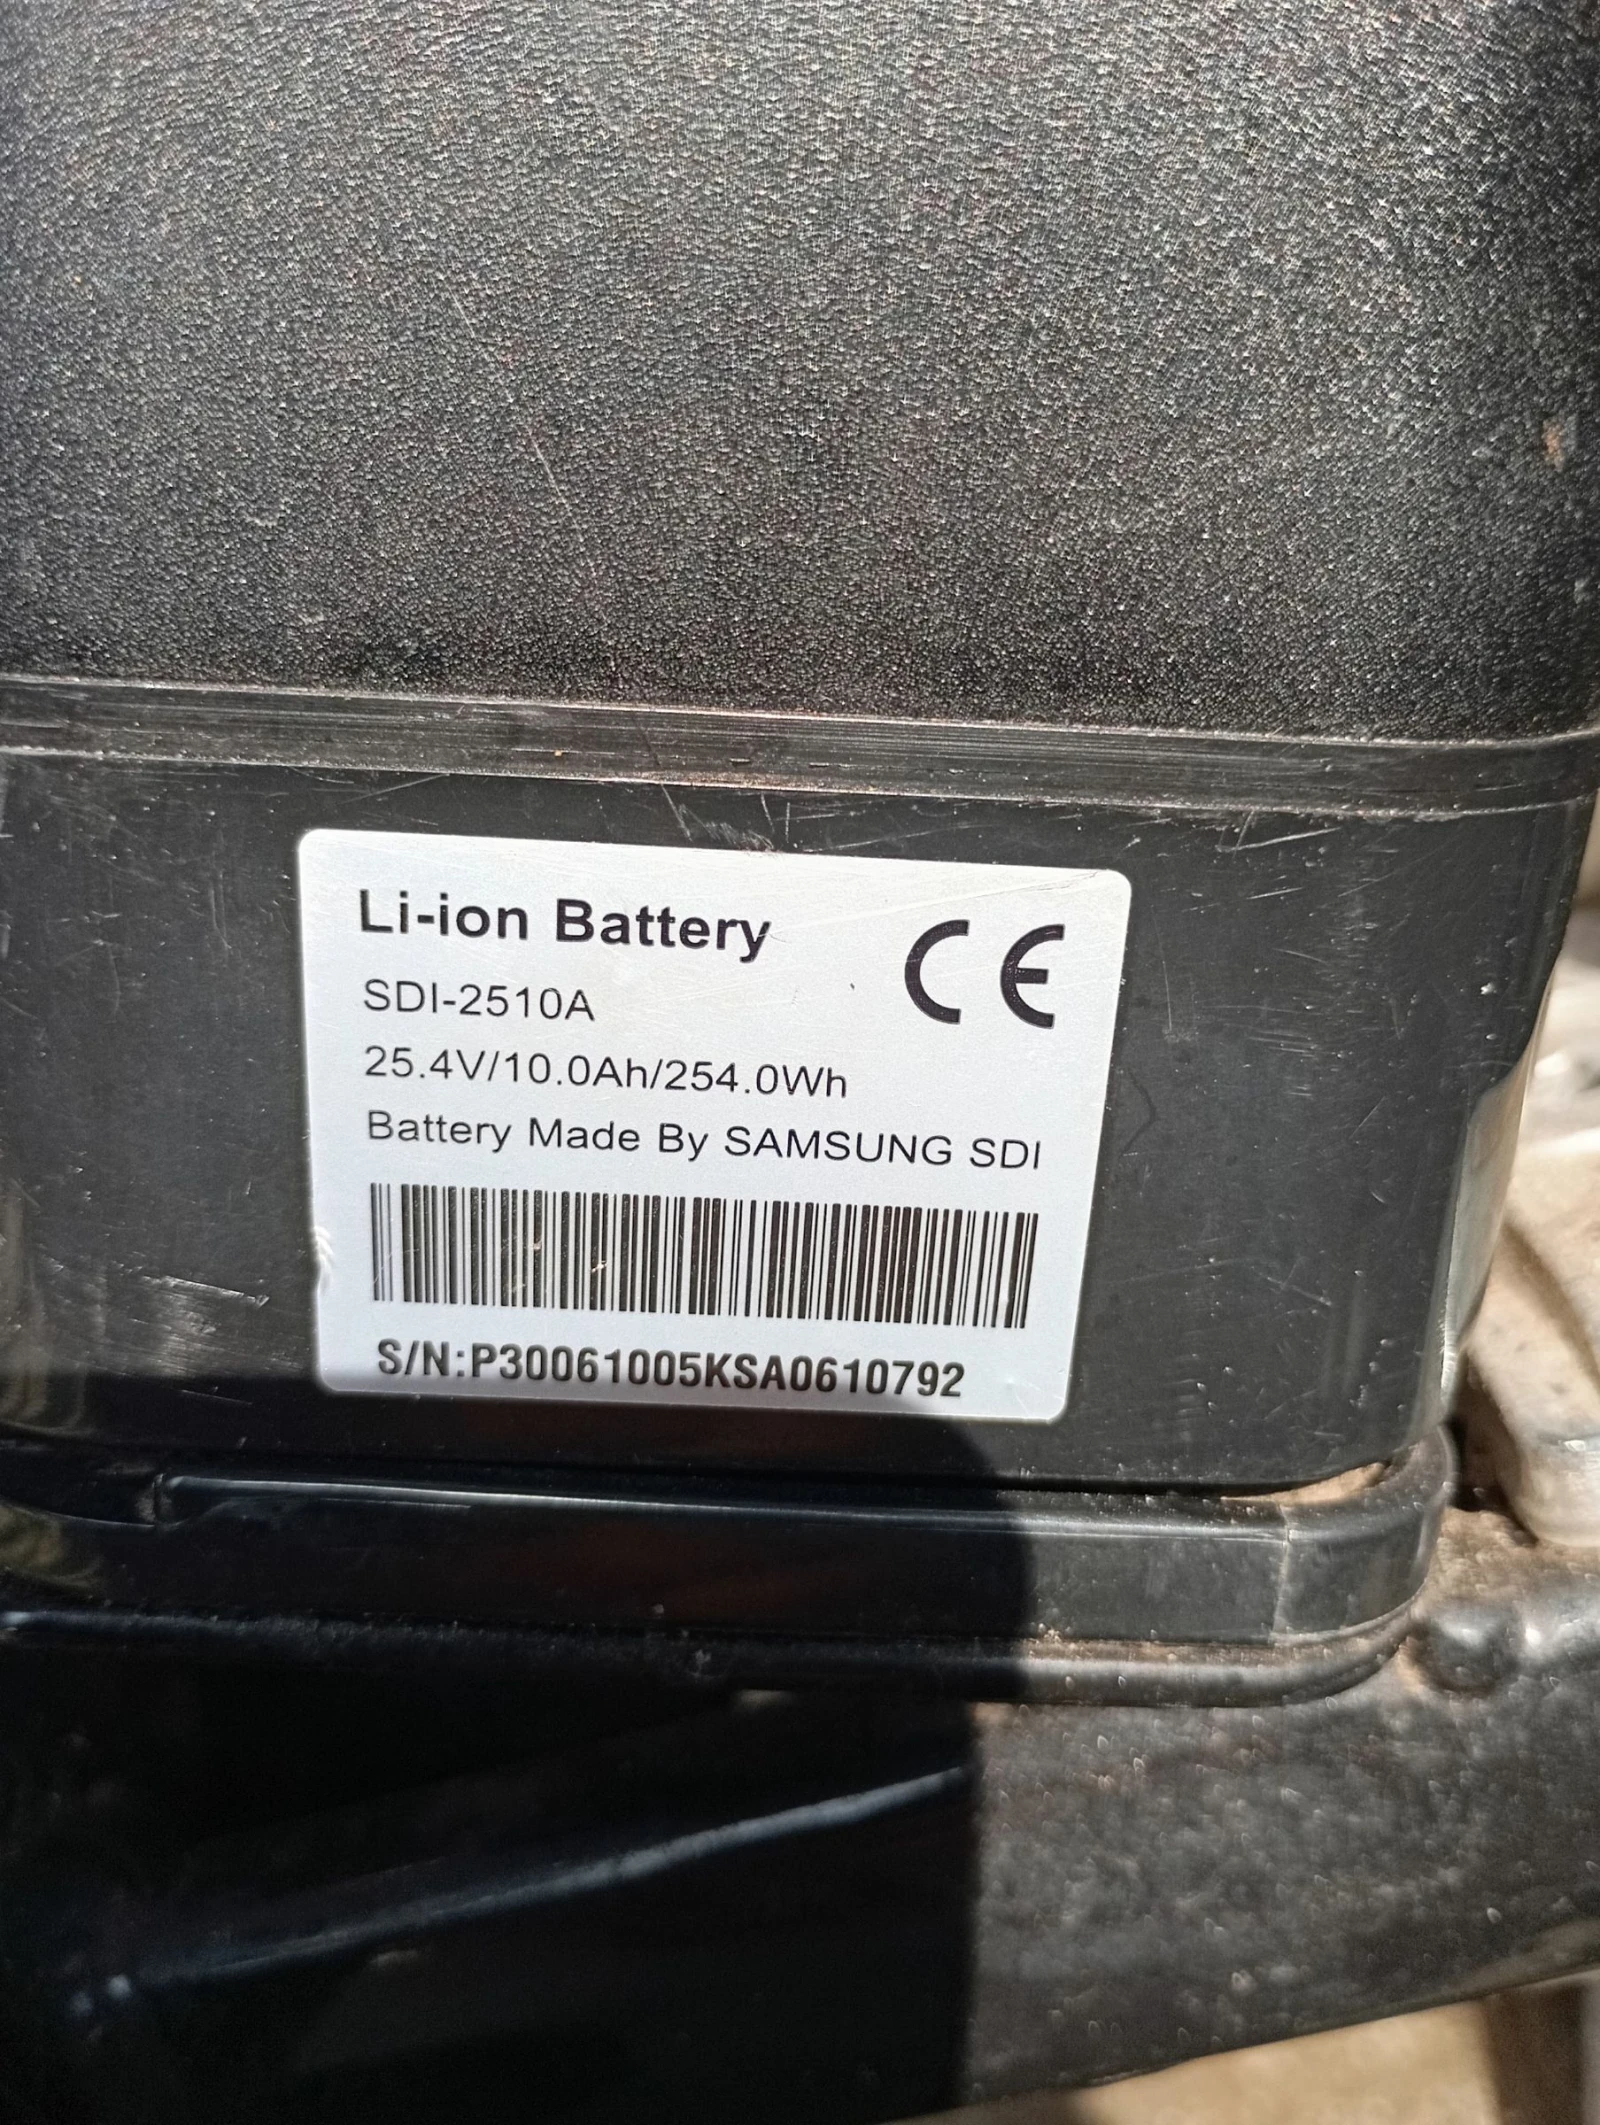 Li-ion Battery CE
SDI-2510A
25.4V/10.0Ah/254.0Wh
Battery Made By SAMSUNG SDI
S/N:P30061005KSA0610792